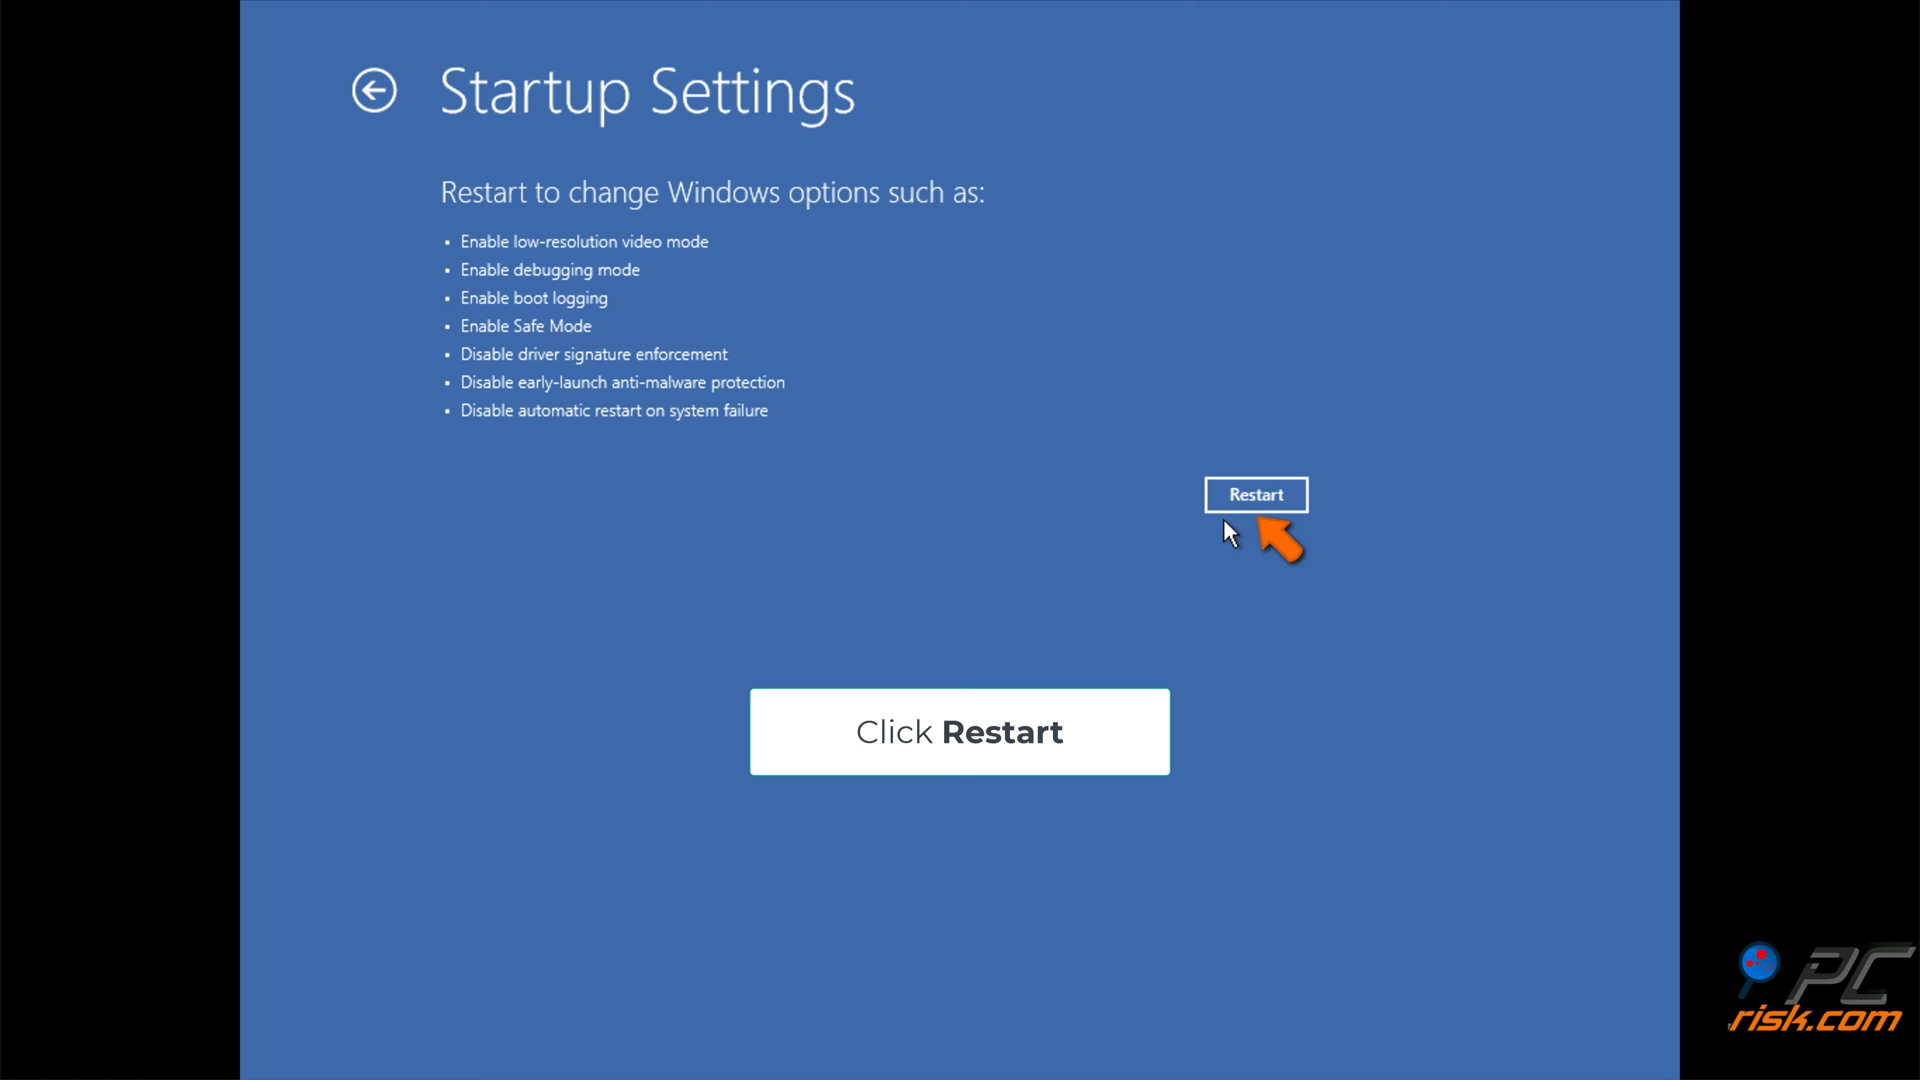 Startup Settings
Restart to change Windows options such as:
• Enable low-resolution video mode
• Enable debugging mode
• Enable boot logging
• Enable Safe Mode
• Disable driver signature enforcement
• Disable early-launch anti-malware protection
• Disable automatic restart on system failure
Restart
Click Restart
PC
risk.com